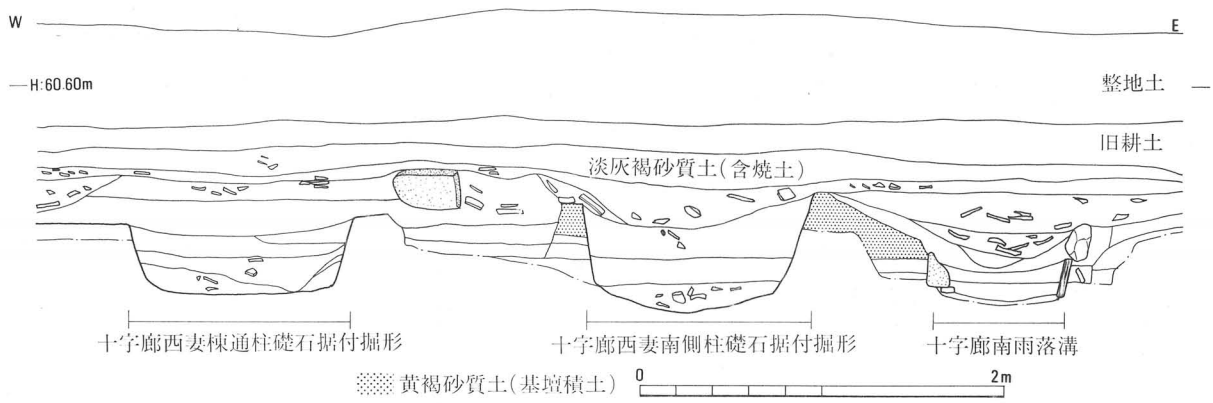 W
E
H:60.60m
整地土
旧耕土
淡灰褐砂質土(含焼土)
十字廊西妻棟通柱礎石据付掘形
十字廊西妻南側柱礎石据付掘形
十字廊南雨落溝
黄褐砂質土(基壇積土)
0
2m